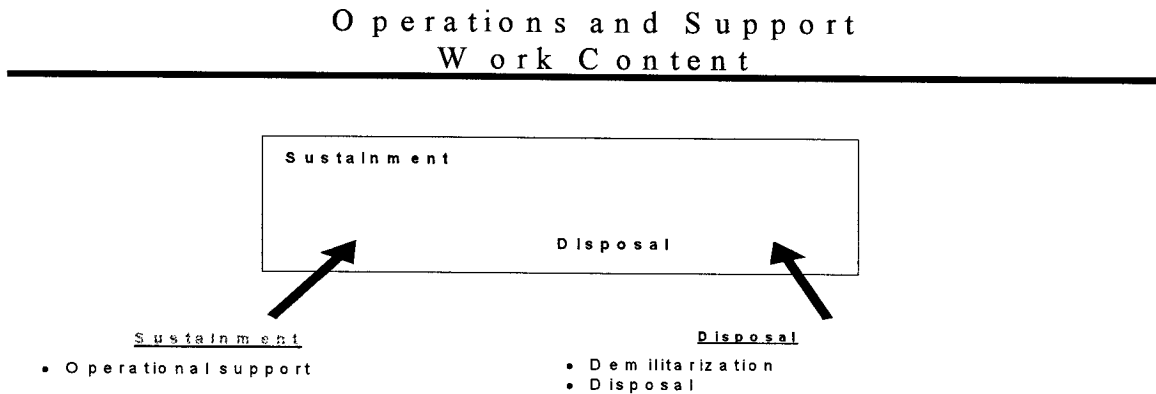 Operations and Support
Work Content
Sustainment
Disposal
Sustainment
• Operational support
Disposal
• Demilitarization
• Disposal